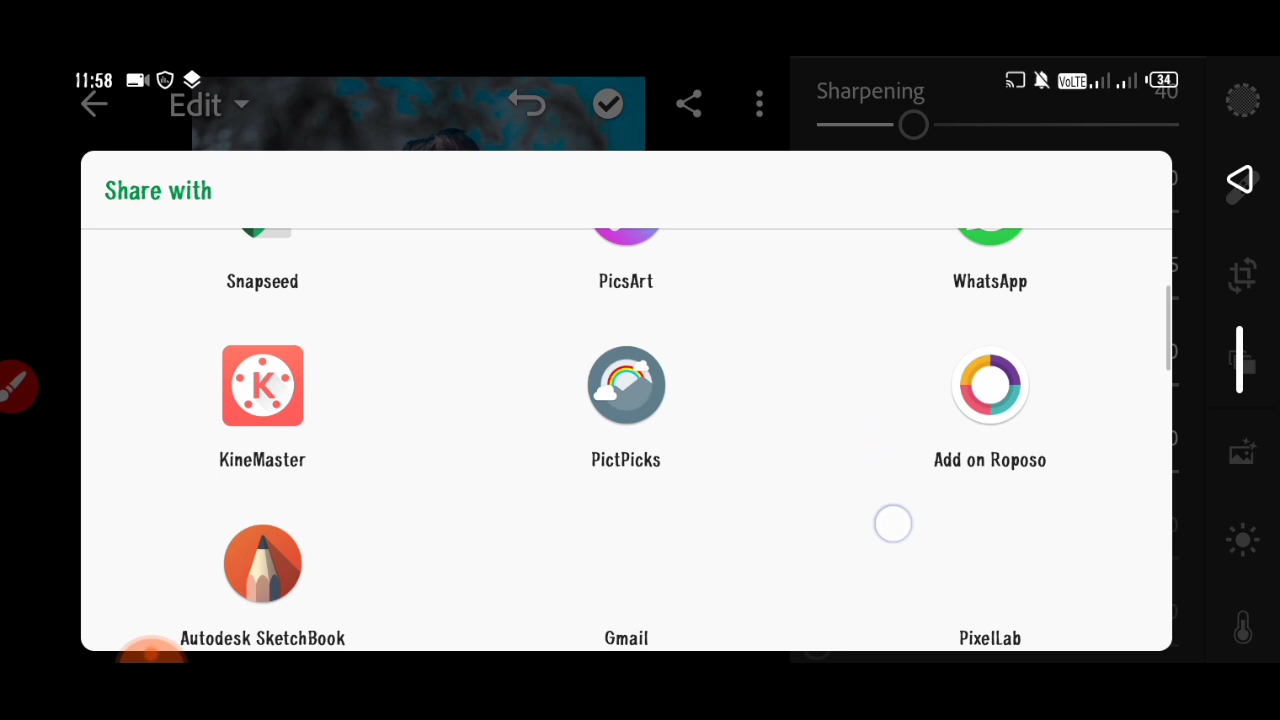 11:58
VoLTE
34
Edit
Sharpening
40
Share with
Snapseed
PicsArt
WhatsApp
KineMaster
PictPicks
Add on Roposo
Autodesk SketchBook
Gmail
PixelLab